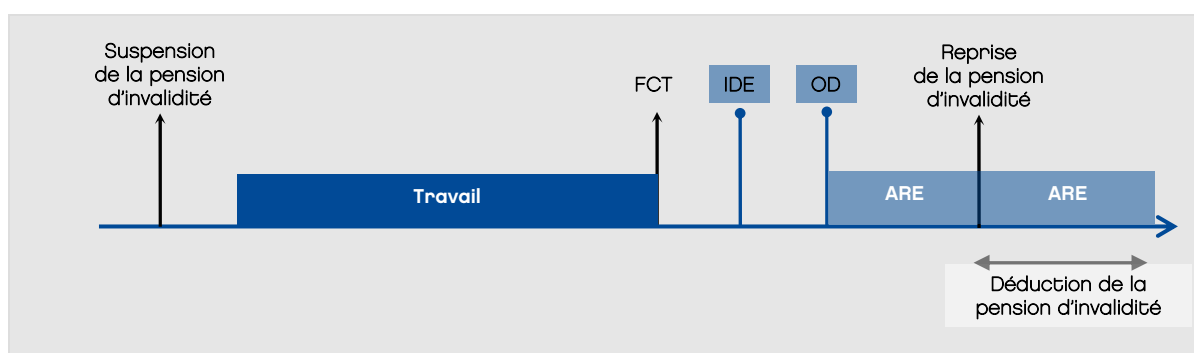 Suspension
de la pension
d'invalidité
FCT
IDE
OD
Reprise
de la pension
d'invalidité
Travail
ARE
ARE
Déduction de la
pension d'invalidité